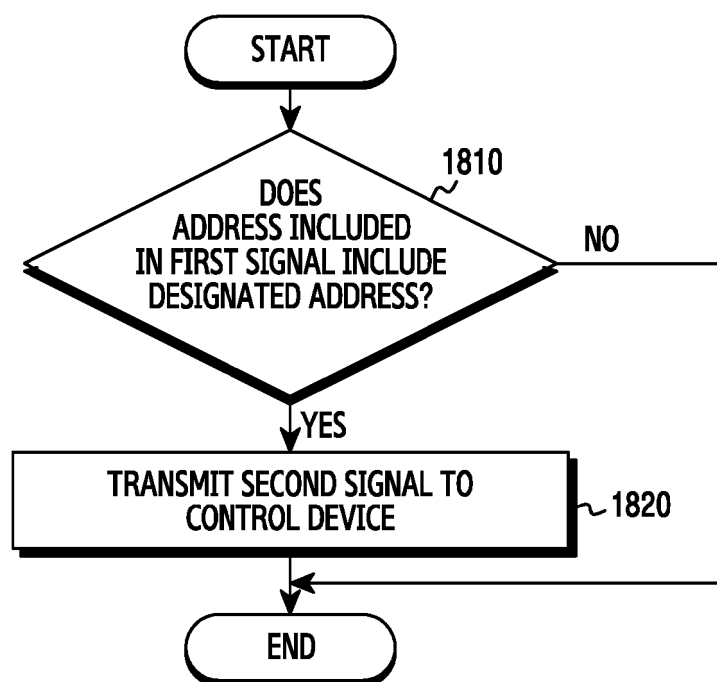 START
1810
DOES
ADDRESS INCLUDED
IN FIRST SIGNAL INCLUDE
DESIGNATED ADDRESS?
NO
YES
TRANSMIT SECOND SIGNAL TO
CONTROL DEVICE
1820
END